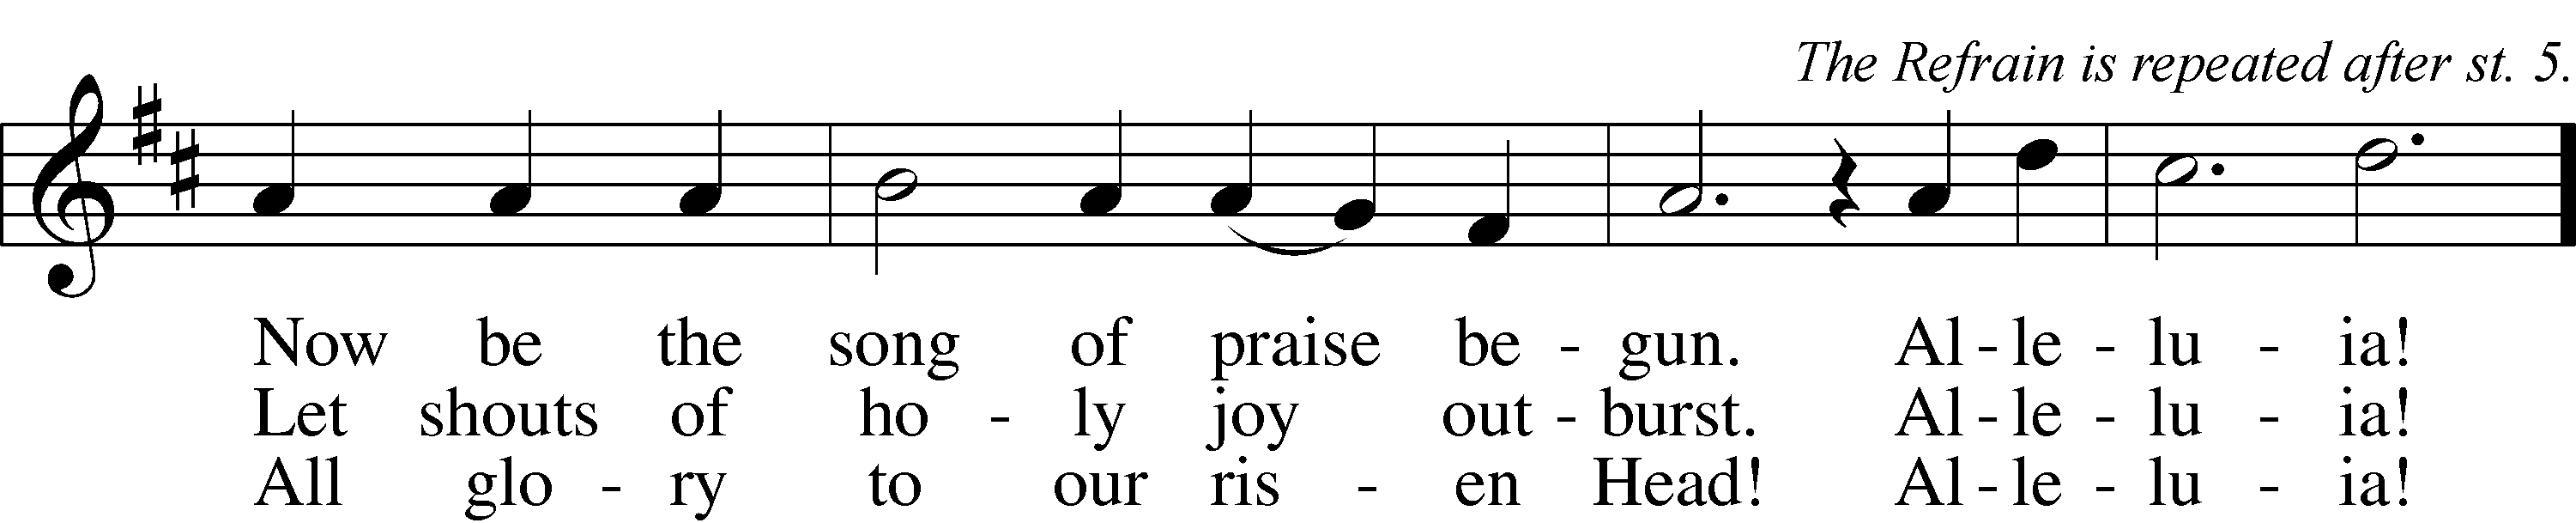 The Refrain is repeated after st. 5.
Now be the song of praise be - gun. Al - le - lu - ia!
Let shouts of ho - ly joy out - burst. Al - le - lu - ia!
All glo - ry to our ris - en Head! Al - le - lu - ia!